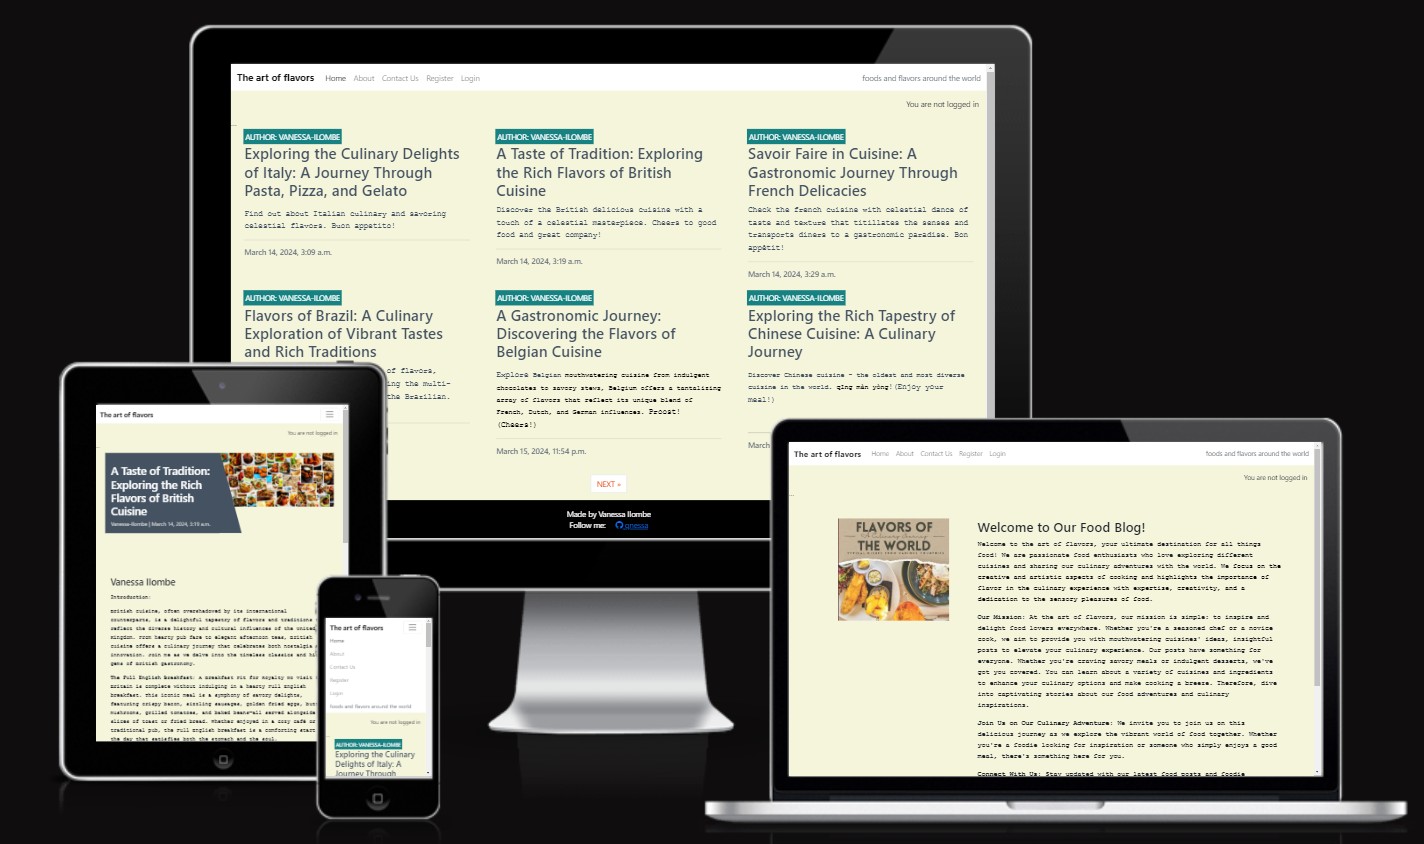 The art of flavors Home About Contact Us Register Login foods and flavors around the world
You are not logged in
AUTHOR: VANESSA-ILOMBE
Exploring the Culinary Delights
of Italy: A Journey Through
Pasta, Pizza, and Gelato
Find out about Italian culinary and savoring
celestial flavors. Buon appetito!
March 14, 2024, 3:09 a.m.
AUTHOR: VANESSA-ILOMBE
A Taste of Tradition: Exploring
the Rich Flavors of British
Cuisine
Discover the British delicious cuisine with a
touch of a celestial masterpiece. Cheers to good
food and great company!
March 14, 2024, 3:19 a.m.
AUTHOR: VANESSA-ILOMBE
Savoir Faire in Cuisine: A
Gastronomic Journey Through
French Delicacies
Check the french cuisine with celestial dance of
taste and texture that titillates the senses and
transports diners to a gastronomic paradise. Bon
appétit!
March 14, 2024, 3:29 a.m.
AUTHOR: VANESSA-ILOMBE
Flavors of Brazil: A Culinary
Exploration of Vibrant Tastes
and Rich Traditions
of flavors,
ing the multi-
the Brazilian.
AUTHOR: VANESSA-ILOMBE
A Gastronomic Journey:
Discovering the Flavors of
Belgian Cuisine
Explore Belgian mouthwatering cuisine from indulgent
chocolates to savory stews, Belgium offers a tantalizing
array of flavors that reflect its unique blend of
French, Dutch, and German influences. Proost!
(Cheers!)
March 15, 2024, 11:54 p.m.
AUTHOR: VANESSA-ILOMBE
Exploring the Rich Tapestry of
Chinese Cuisine: A Culinary
Journey
Discover Chinese cuisine - the oldest and most diverse
cuisine in the world. qǐng màn yòng!(Enjoy your
meal!)
March
NEXT »
Made by Vanessa Ilombe
Follow me:
The art of flavors
You are not logged in
A Taste of Tradition:
Exploring the Rich
Flavors of British
Cuisine
Vanessa-Ilombe | March 14, 2024, 3:19 a.m.
Vanessa Ilombe
Introduction:
British cuisine, often overshadowed by its international
counterparts, is a delightful tapestry of flavors and traditions
reflect the diverse history and cultural influences of the United
Kingdom. From hearty pub fare to elegant afternoon teas, British
cuisine offers a culinary journey that celebrates both nostalgia
innovation. Join me as we delve into the timeless classics and
gems of British gastronomy.
The Full English Breakfast: A Breakfast Fit for Royalty No visit
Britain is complete without indulging in a hearty Full English
breakfast. This iconic meal is a symphony of savory delights,
featuring crispy bacon, sizzling sausages, golden fried eggs,
mushrooms, grilled tomatoes, and baked beans—all served alongside
slices of toast or fried bread. Whether enjoyed in a cozy café or
traditional pub, the Full English Breakfast is a comforting start
the day that satisfies both the stomach and the soul.
The art of flavors
Home
About
Contact Us
Register
Login
foods and flavors around the world
You are not logged in
AUTHOR: VANESSA-ILOMBE
Exploring the Culinary
Delights of Italy: A
Journey Through
The art of flavors Home About Contact Us Register Login foods and flavors around the world
You are not logged in
FLAVORS OF
THE WORLD
Welcome to Our Food Blog!
Welcome to the art of flavors, your ultimate destination for all things
food! We are passionate food enthusiasts who love exploring different
cuisines and sharing our culinary adventures with the world. We focus on the
creative and artistic aspects of cooking and highlights the importance of
flavor in the culinary experience with expertise, creativity, and a
dedication to the sensory pleasures of food.
Our Mission: At the art of flavors, our mission is simple: to inspire and
delight food lovers everywhere. Whether you're a seasoned chef or a novice
cook, we aim to provide you with mouthwatering cuisines' ideas, insightful
posts to elevate your culinary experience. Our posts have something for
everyone. Whether you're craving savory meals or indulgent desserts, we've
got you covered. You can learn about a variety of cuisines and ingredients
to enhance your culinary options and make cooking a breeze. Therefore, dive
into captivating stories about our food adventures and culinary
inspirations.
Join Us on Our Culinary Adventure: We invite you to join us on this
delicious journey as we explore the vibrant world of food together. Whether
you're a foodie looking for inspiration or someone who simply enjoys a good
meal, there's something here for you.
Connect With Us: Stay updated with our latest food posts and foodie